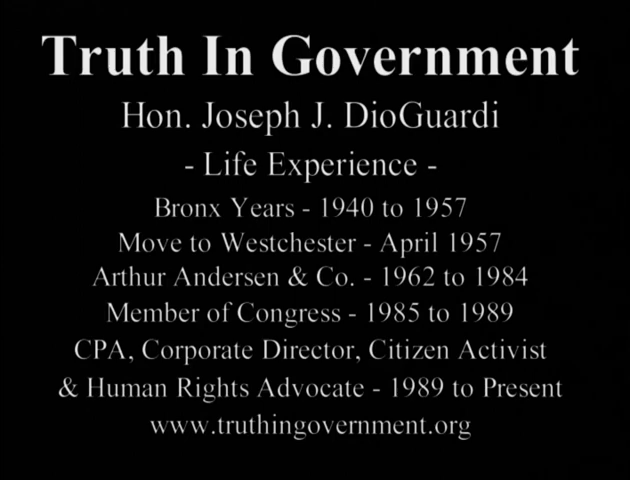 Truth In Government
Hon. Joseph J. DioGuardi
- Life Experience -
Bronx Years - 1940 to 1957
Move to Westchester - April 1957
Arthur Andersen & Co. - 1962 to 1984
Member of Congress - 1985 to 1989
CPA, Corporate Director, Citizen Activist
& Human Rights Advocate - 1989 to Present
www.truthingovernment.org